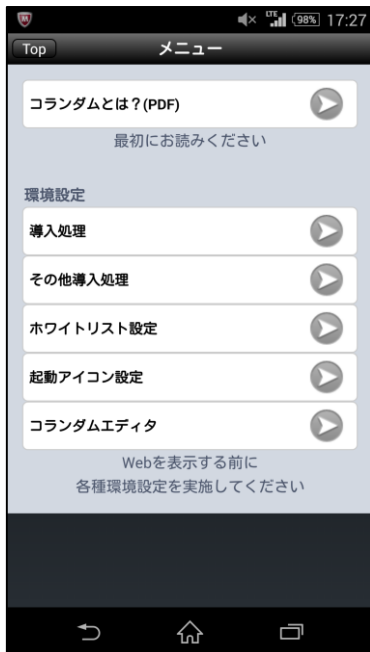 LTE 98% 17:27
Top メニュー
コランダムとは？(PDF)
最初にお読みください
環境設定
導入処理
その他導入処理
ホワイトリスト設定
起動アイコン設定
コランダムエディタ
Webを表示する前に
各種環境設定を実施してください